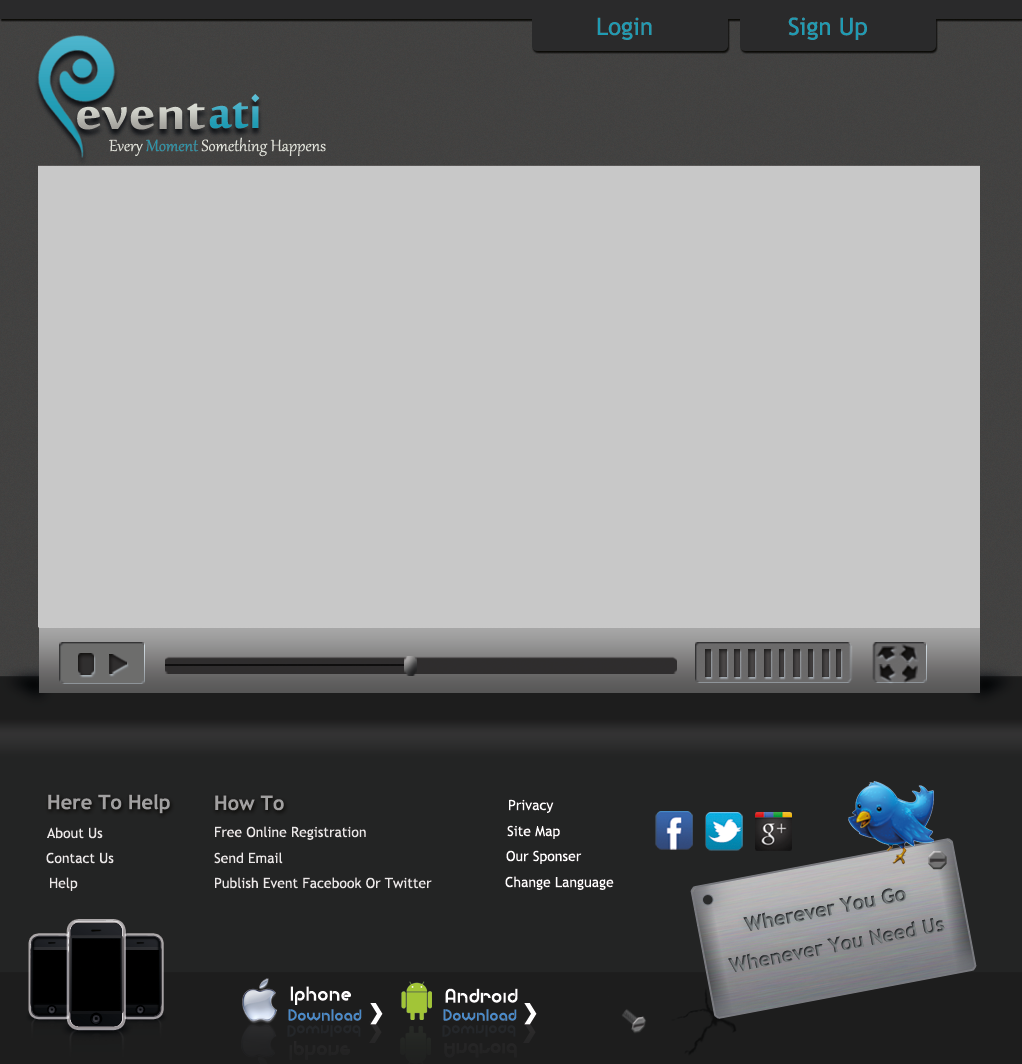 Login
Sign Up
eventati
Every Moment Something Happens
Here To Help
About Us
Contact Us
Help
How To
Free Online Registration
Send Email
Publish Event Facebook Or Twitter
Privacy
Site Map
Our Sponser
Change Language
f
g+
Wherever You Go
Whenever You Need Us
Iphone
Download
Android
Download